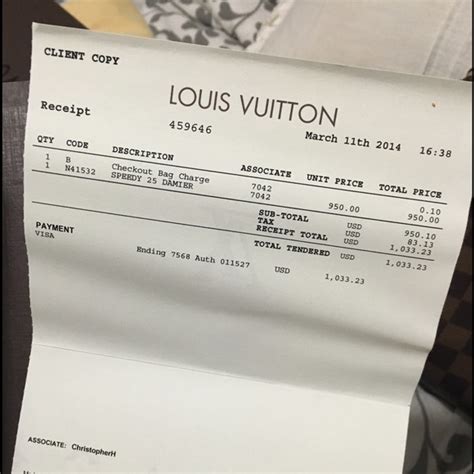 CLIENT COPY
LOUIS VUITTON
Receipt 459646 March 11th 2014 16:38
QTY CODE DESCRIPTION ASSOCIATE UNIT PRICE TOTAL PRICE
1 B Checkout Bag Charge 7042 0.10
1 N41532 SPEEDY 25 DAMIER 7042 950.00 950.00
SUB-TOTAL USD 950.10
TAX USD 83.13
RECEIPT TOTAL USD 1,033.23
PAYMENT TOTAL TENDERED USD 1,033.23
VISA Ending 7568 Auth 011527 USD 1,033.23
ASSOCIATE: ChristopherH